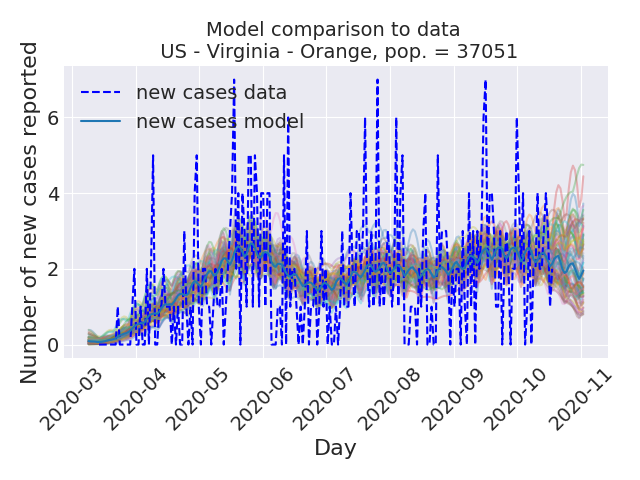 Model comparison to data
US - Virginia - Orange, pop. = 37051
Number of new cases reported
6
4
2
0
new cases data
new cases model
2020-03
2020-04
2020-05
2020-06
2020-07
2020-08
2020-09
2020-10
2020-11
Day